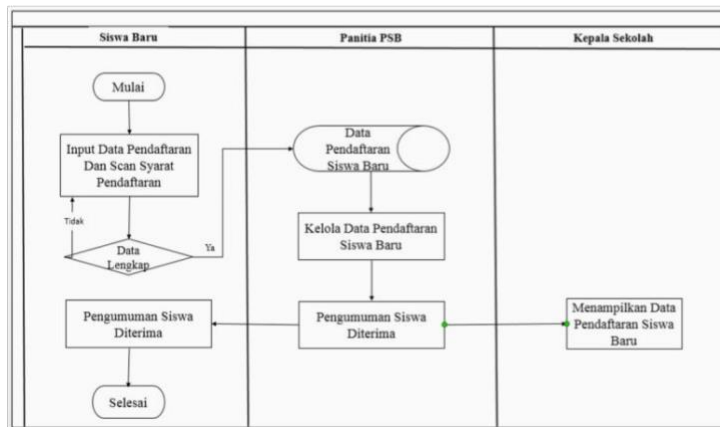 Siswa Baru
Panitia PSB
Kepala Sekolah
Mulai
Input Data Pendaftaran
Dan Scan Syarat
Pendaftaran
Tidak
Data
Lengkap
Ya
Data
Pendaftaran
Siswa Baru
Kelola Data Pendaftaran
Siswa Baru
Pengumuman Siswa
Diterima
Pengumuman Siswa
Diterima
Menampilkan Data
Pendaftaran Siswa
Baru
Selesai